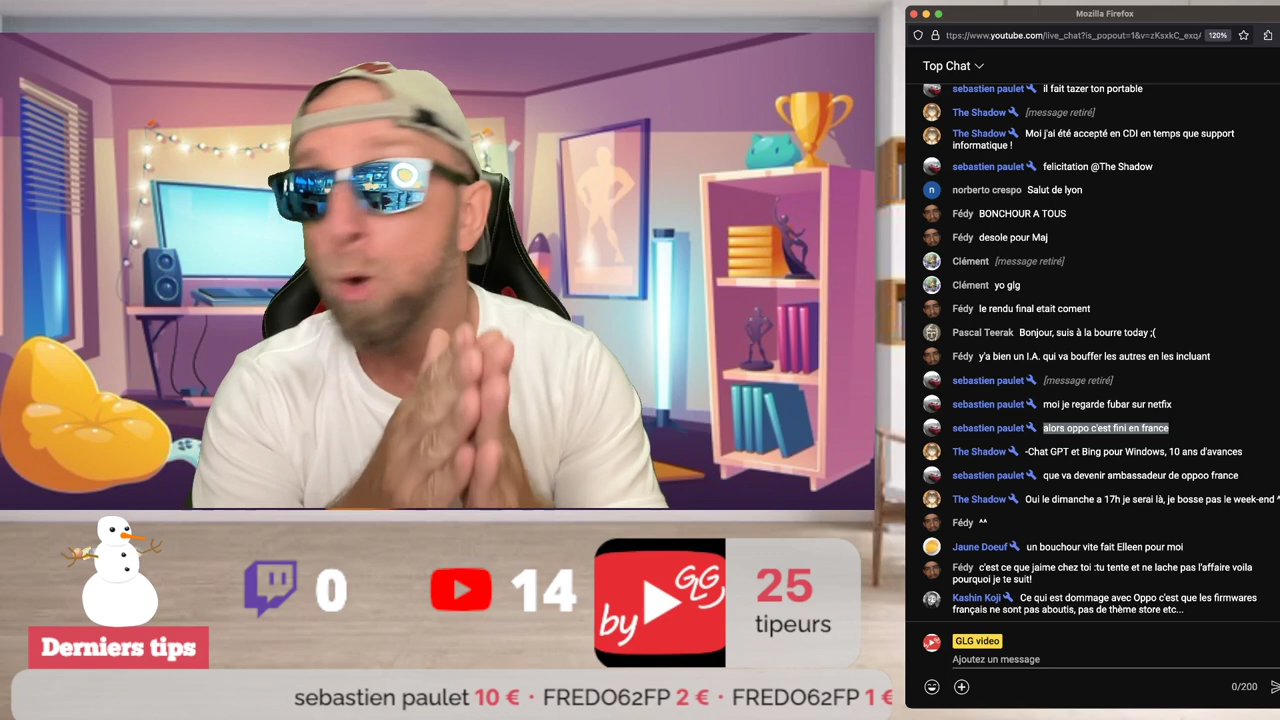 Mozilla Firefox
ttps://www.youtube.com/live_chat?is_popout=1&v=zKsxkC_exq/
120%
Top Chat
sebastien paulet il fait tazer ton portable
The Shadow [message retiré]
The Shadow Moi j'ai été accepté en CDI en temps que support
informatique !
sebastien paulet felicitation @The Shadow
n norberto crespo Salut de lyon
Fédy BONCHOUR A TOUS
Fédy desole pour Maj
Clément [message retiré]
Clément yo glg
Fédy le rendu final etait coment
Pascal Teerak Bonjour, suis à la bourre today ;(
Fédy y'a bien un I.A. qui va bouffer les autres en les incluant
sebastien paulet [message retiré]
sebastien paulet moi je regarde fubar sur netfix
sebastien paulet alors oppo c'est fini en france
The Shadow -Chat GPT et Bing pour Windows, 10 ans d'avances
sebastien paulet que va devenir ambassadeur de oppoo france
The Shadow Oui le dimanche a 17h je serai là, je bosse pas le week-end ^
Fédy ^^
Jaune Doeuf un bouchour vite fait Elleen pour moi
Fédy c'est ce que jaime chez toi :tu tente et ne lache pas l'affaire voila
pourquoi je te suit!
Kashin Koji Ce qui est dommage avec Oppo c'est que les firmwares
français ne sont pas aboutis, pas de thème store etc...
GLG video
Ajoutez un message
0/200
Derniers tips
0
14
by GLG
25
tipeurs
sebastien paulet 10 € · FREDO62FP 2 € · FREDO62FP 1 €